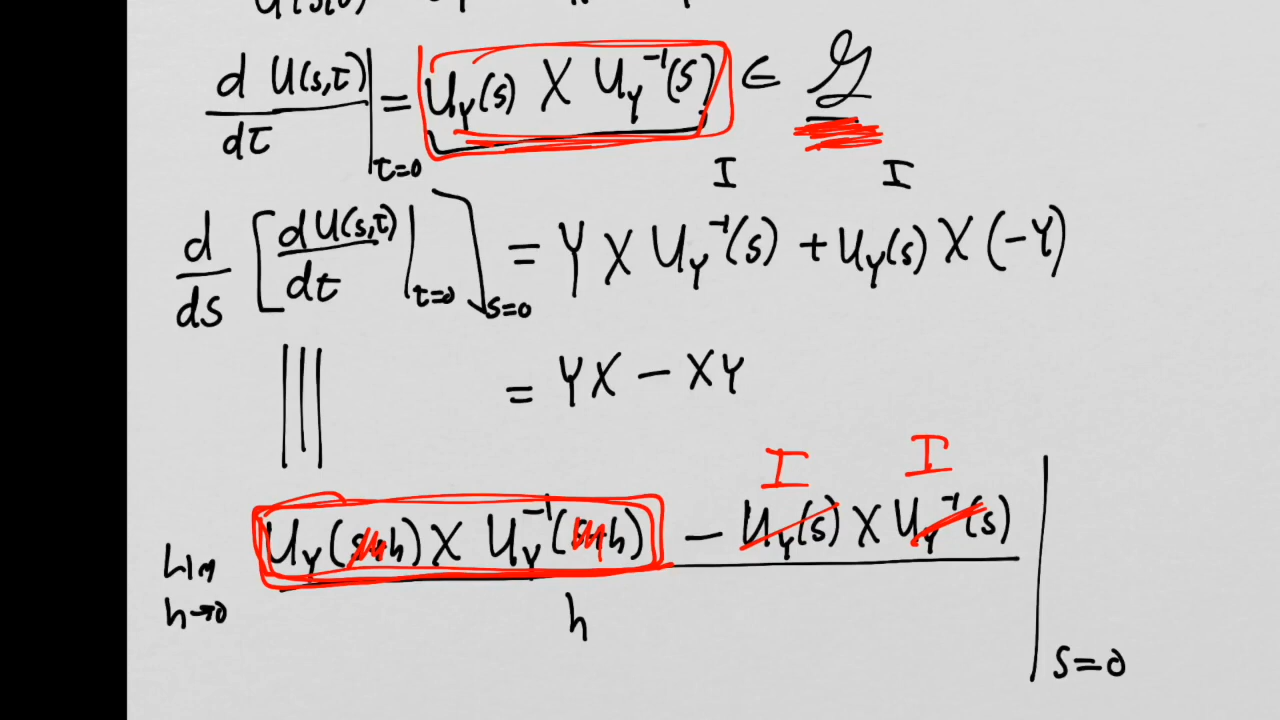 d U(s,τ)/dτ |τ=0 = U_Y(s) X U_Y⁻¹(s) ∈ 𝒢
I I
d/ds [dU(s,τ)/dτ |τ=0]s=0 = Y X U_Y⁻¹(s) + U_Y(s) X (-Y)
= YX - XY
I I
lim h→0 U_Y(s+h) X U_Y⁻¹(s+h) - U_Y(s) X U_Y⁻¹(s) / h |s=0